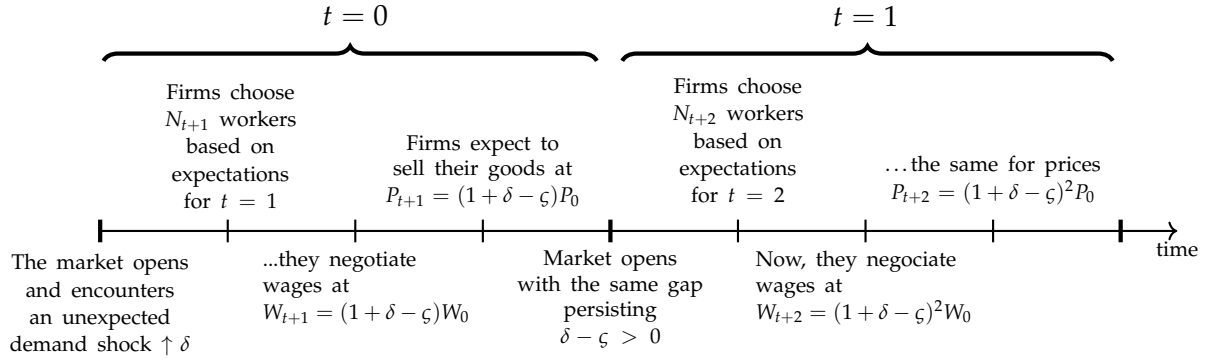 t = 0
t = 1
Firms choose
N_{t+1} workers
based on
expectations
for t = 1
Firms expect to
sell their goods at
P_{t+1} = (1 + δ − ς)P_0
Firms choose
N_{t+2} workers
based on
expectations
for t = 2
…the same for prices
P_{t+2} = (1 + δ − ς)^2 P_0
time
The market opens
and encounters
an unexpected
demand shock ↑ δ
...they negotiate
wages at
W_{t+1} = (1 + δ − ς)W_0
Market opens
with the same gap
persisting
δ − ς > 0
Now, they negociate
wages at
W_{t+2} = (1 + δ − ς)^2 W_0